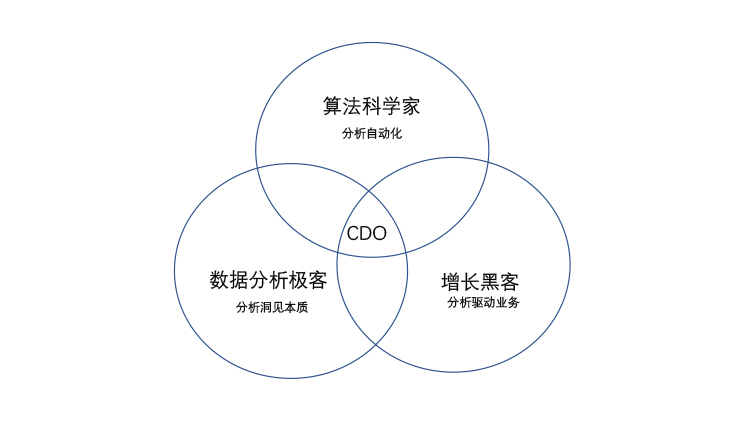 算法科学家
分析自动化
CDO
数据分析极客
分析洞见本质
增长黑客
分析驱动业务